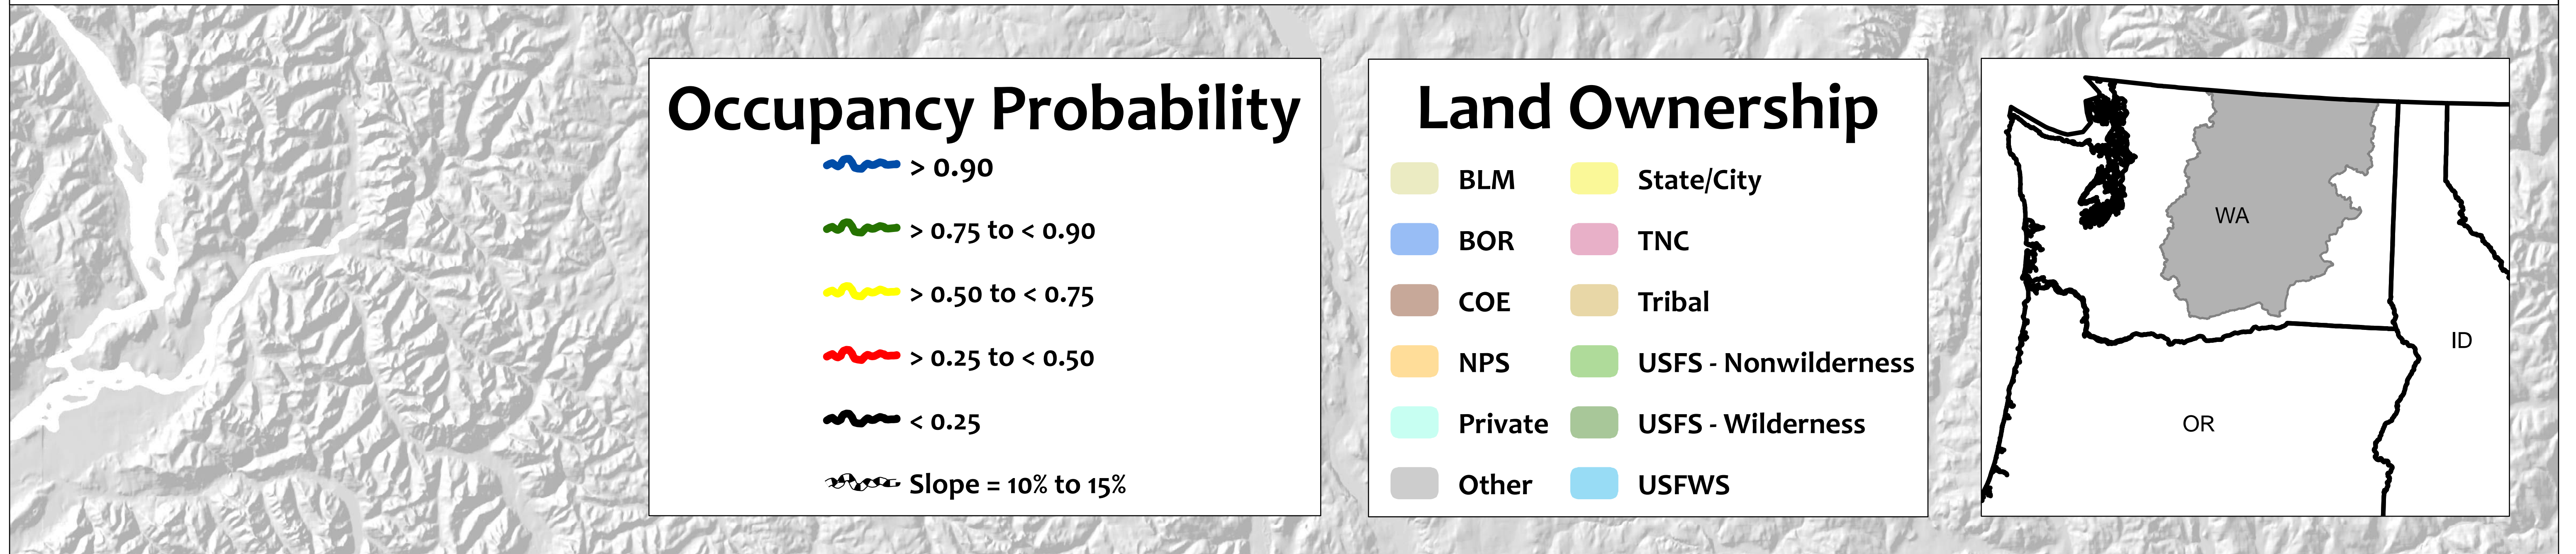 Occupancy Probability
> 0.90
> 0.75 to < 0.90
> 0.50 to < 0.75
> 0.25 to < 0.50
< 0.25
Slope = 10% to 15%
Land Ownership
BLM
BOR
COE
NPS
Private
Other
State/City
TNC
Tribal
USFS - Nonwilderness
USFS - Wilderness
USFWS
WA
ID
OR